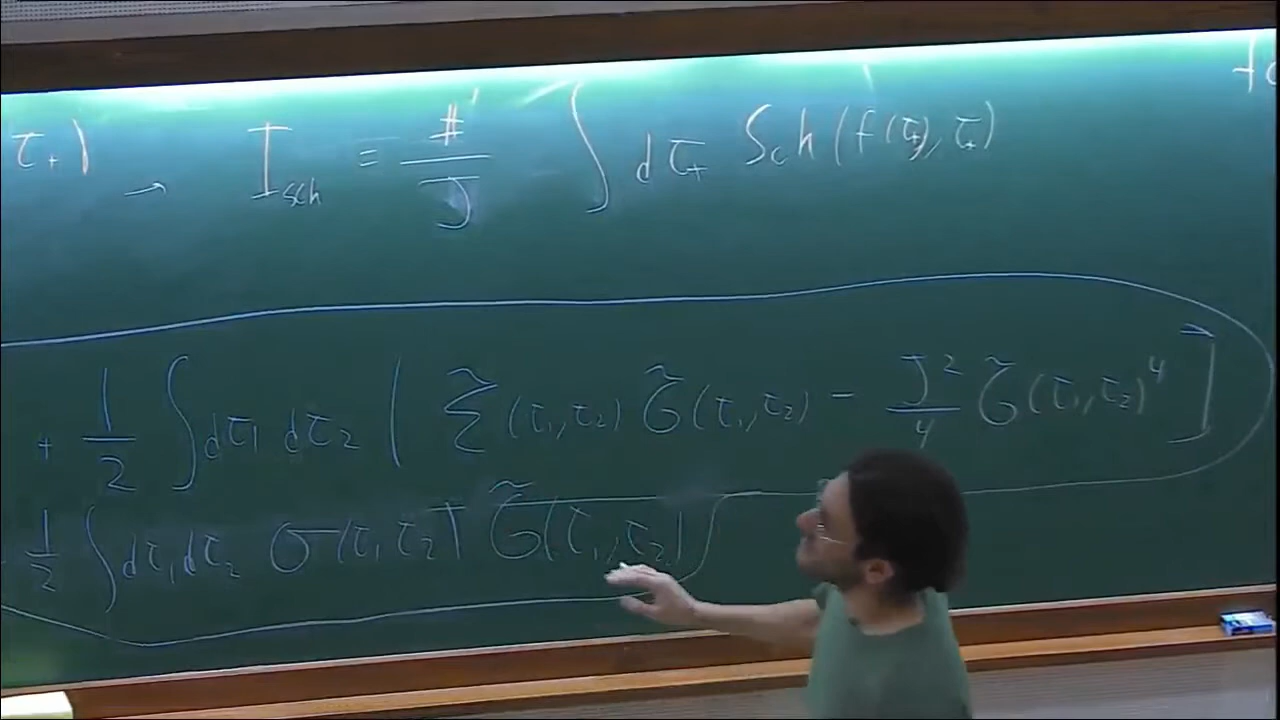 τ₊) → I_sch = #/J ∫ dτ₊ Sch(f(τ₊), τ₊)
+ 1/2 ∫ dτ₁ dτ₂ [ Σ̃(τ₁,τ₂) G̃(τ₁,τ₂) − J²/4 G̃(τ₁,τ₂)⁴ ]
1/2 ∫ dτ₁ dτ₂ σ(τ₁ τ₂) G̃(τ₁,τ₂)